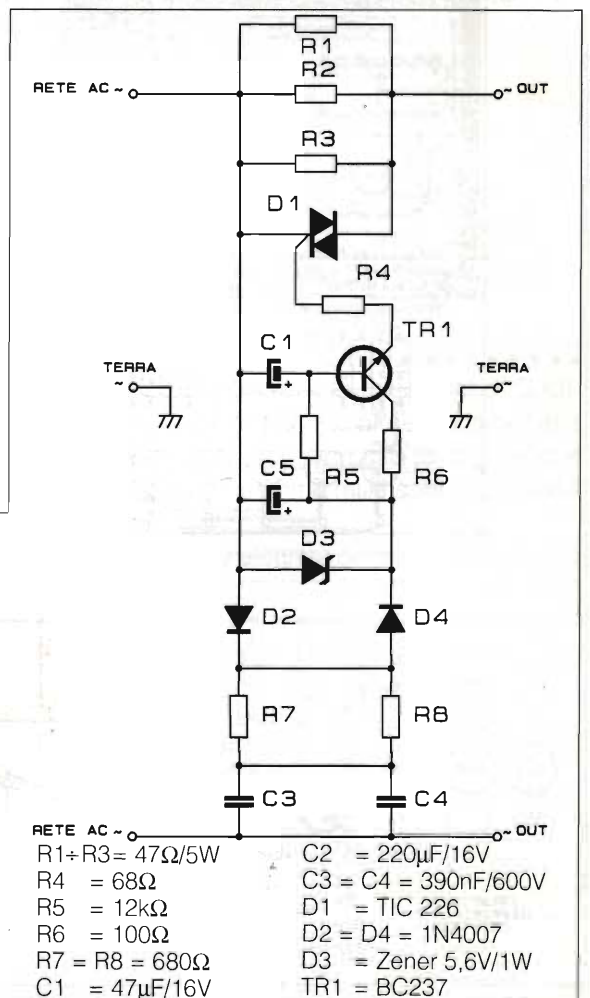 R1
R2
RETE AC ~
~ OUT
R3
D1
R4
TR1
C1
+
TERRA
~
TERRA
~
R5
R6
C5
+
D3
D2
D4
R7
R8
C3
C4
RETE AC ~
~ OUT
R1÷R3= 47Ω/5W
R4 = 68Ω
R5 = 12kΩ
R6 = 100Ω
R7 = R8 = 680Ω
C1 = 47µF/16V
C2 = 220µF/16V
C3 = C4 = 390nF/600V
D1 = TIC 226
D2 = D4 = 1N4007
D3 = Zener 5,6V/1W
TR1 = BC237